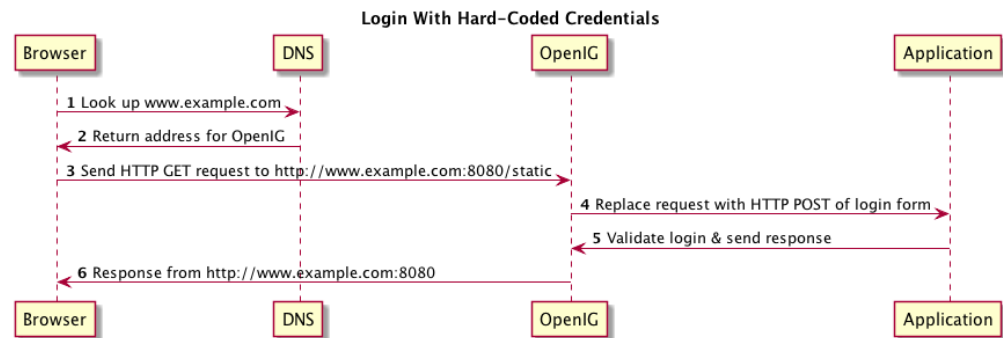 Login With Hard-Coded Credentials
Browser DNS OpenIG Application
1 Look up www.example.com
2 Return address for OpenIG
3 Send HTTP GET request to http://www.example.com:8080/static
4 Replace request with HTTP POST of login form
5 Validate login & send response
6 Response from http://www.example.com:8080
Browser DNS OpenIG Application